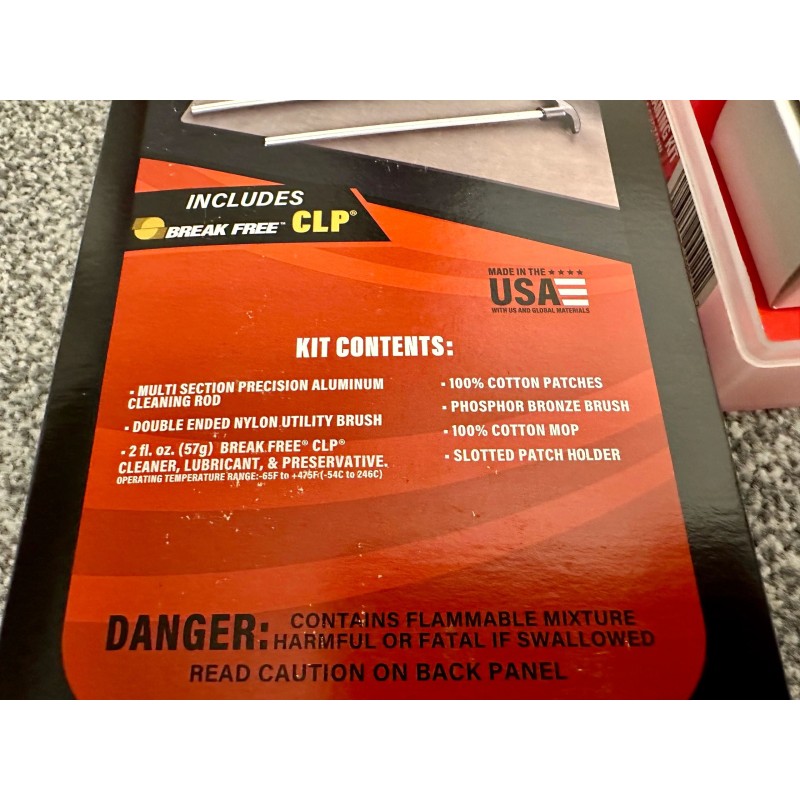 INCLUDES
BREAK FREE™ CLP®
MADE IN THE ★★★★
USA
WITH US AND GLOBAL MATERIALS
KIT CONTENTS:
- MULTI SECTION PRECISION ALUMINUM
CLEANING ROD
- DOUBLE ENDED NYLON UTILITY BRUSH
- 2 fl. oz. (57g) BREAK FREE® CLP®
CLEANER, LUBRICANT, & PRESERVATIVE.
OPERATING TEMPERATURE RANGE:-65F to +475F(-54C to 246C)
- 100% COTTON PATCHES
- PHOSPHOR BRONZE BRUSH
- 100% COTTON MOP
- SLOTTED PATCH HOLDER
DANGER: CONTAINS FLAMMABLE MIXTURE
HARMFUL OR FATAL IF SWALLOWED
READ CAUTION ON BACK PANEL